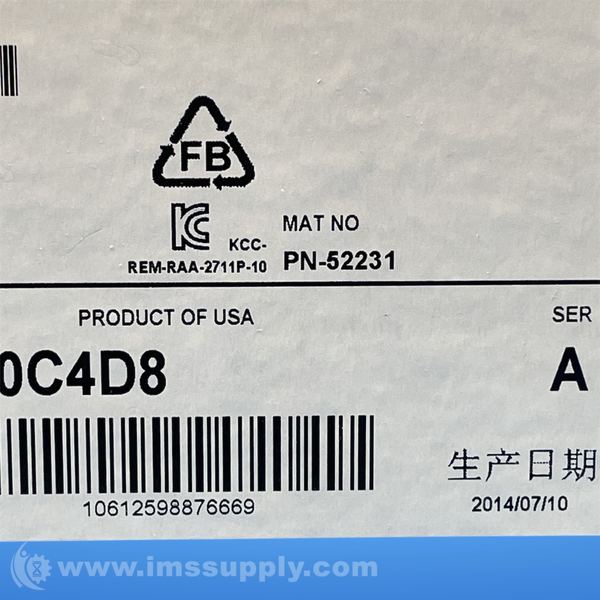 FB
KCC-
REM-RAA-2711P-10
MAT NO
PN-52231
PRODUCT OF USA
SER
0C4D8
A
10612598876669
生产日期
2014/07/10
www.imssupply.com